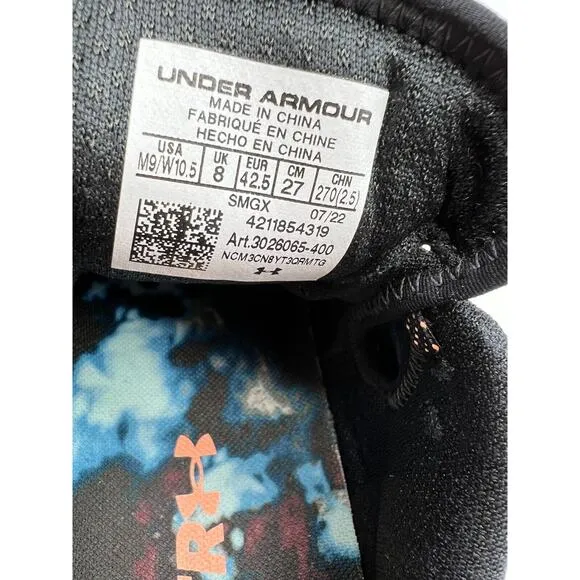 UNDER ARMOUR
MADE IN CHINA
FABRIQUÉ EN CHINE
HECHO EN CHINA
USA UK EUR CM CHN
M9/W10.5 8 42.5 27 270(2.5)
SMGX 07/22
4211854319
Art.3026065-400
NCM3CN8YT3QRMTG